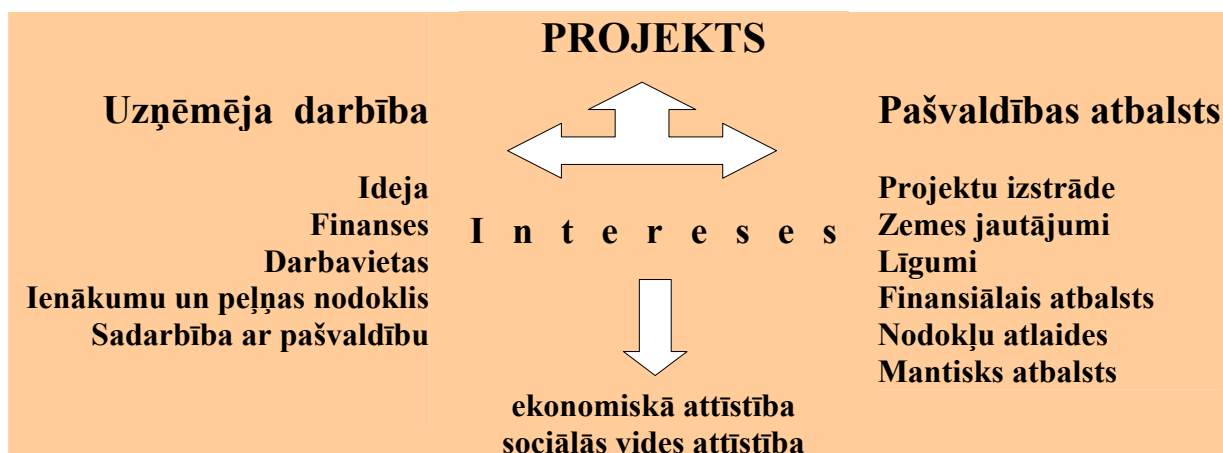 PROJEKTS
Uzņēmēja darbība
Ideja
Finanses
Darbavietas
Ienākumu un peļņas nodoklis
Sadarbība ar pašvaldību
Intereses
ekonomiskā attīstība
sociālās vides attīstība
Pašvaldības atbalsts
Projektu izstrāde
Zemes jautājumi
Līgumi
Finansiālais atbalsts
Nodokļu atlaides
Mantisks atbalsts